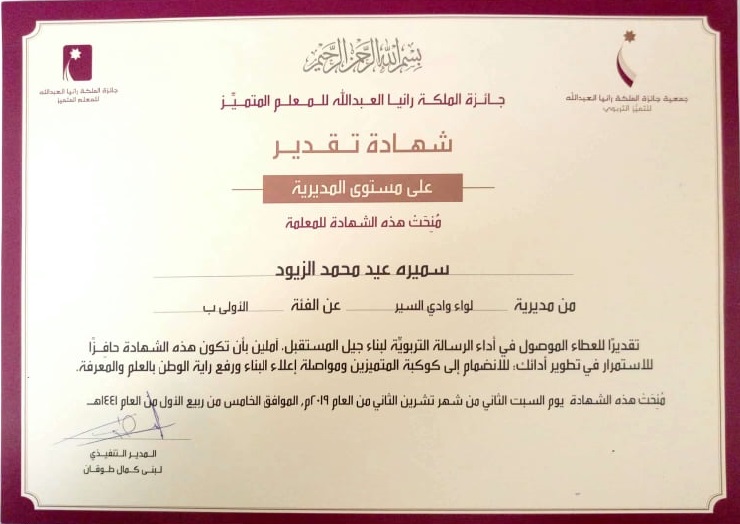 بسم الله الرحمن الرحيم
جمعية جائزة الملكة رانيا العبدالله
للتميّز التربوي
جائزة الملكة رانيا العبدالله
للمعلم المتميز
جائزة الملكة رانيا العبدالله للمعلم المتميّز
شهادة تقدير
على مستوى المديرية
مُنِحَتْ هذه الشهادة للمعلمة
سميره عيد محمد الزيود
من مديرية لواء وادي السير عن الفئة الأولى ب
تقديرًا للعطاء الموصول في أداء الرسالة التربويّة لبناء جيل المستقبل، آملين بأن تكون هذه الشهادة حافِزًا
للاستمرار في تطوير أدائك؛ للانضمام إلى كوكبة المتميزين ومواصلة إعلاء البناء ورفع راية الوطن بالعلم والمعرفة.
مُنِحَتْ هذه الشهادة يوم السبت الثاني من شهر تشرين الثاني من العام ٢٠١٩م، الموافق الخامس من ربيع الأول من العام ١٤٤١هـ
المدير التنفيذي
لبنى كمال طوقان